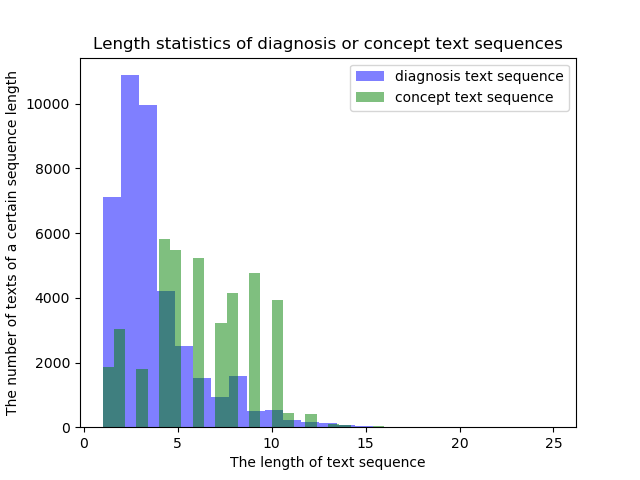 Length statistics of diagnosis or concept text sequences
diagnosis text sequence
concept text sequence
The number of texts of a certain sequence length
10000
8000
6000
4000
2000
0
0 5 10 15 20 25
The length of text sequence